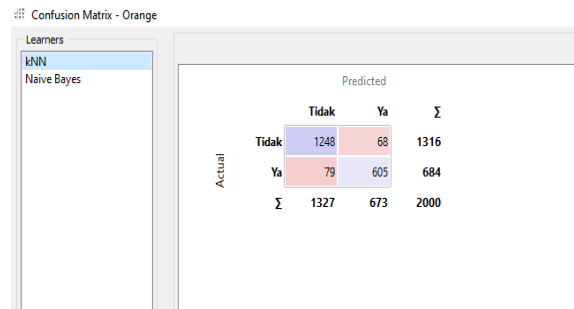 Confusion Matrix - Orange
Learners
kNN
Naive Bayes
Predicted
Tidak Ya Σ
Tidak 1248 68 1316
Actual
Ya 79 605 684
Σ 1327 673 2000